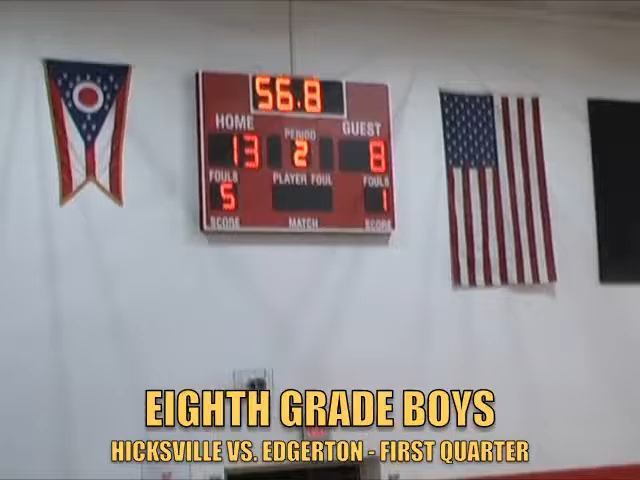 56.8
HOME GUEST
PERIOD
13 2 8
FOULS PLAYER FOUL FOULS
5 1
SCORE MATCH SCORE
EIGHTH GRADE BOYS
HICKSVILLE VS. EDGERTON - FIRST QUARTER